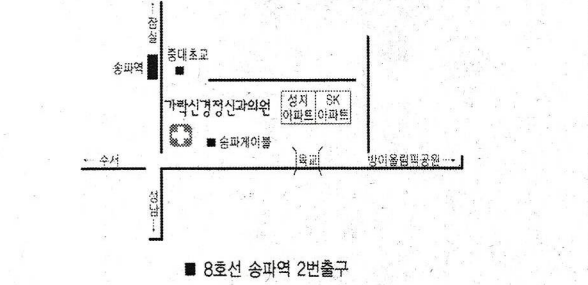 ← 잠실
중대초교
■
송파역
가락신경정신과의원
성지 아파트
SK 아파트
■ 송파케이블
← 수서
육교
방이올림픽공원 →
성남 →
■ 8호선 송파역 2번출구